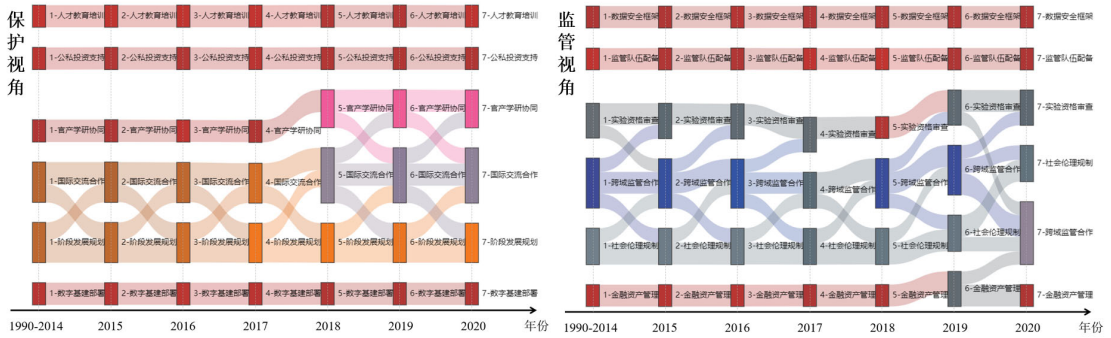 保护视角
1-人才教育培训 2-人才教育培训 3-人才教育培训 4-人才教育培训 5-人才教育培训 6-人才教育培训 7-人才教育培训
1-公私投资支持 2-公私投资支持 3-公私投资支持 4-公私投资支持 5-公私投资支持 6-公私投资支持 7-公私投资支持
5-官产学研协同 6-官产学研协同 7-官产学研协同
1-官产学研协同 2-官产学研协同 3-官产学研协同 4-官产学研协同
1-国际交流合作 2-国际交流合作 3-国际交流合作 4-国际交流合作 5-国际交流合作 6-国际交流合作 7-国际交流合作
1-阶段发展规划 2-阶段发展规划 3-阶段发展规划 4-阶段发展规划 5-阶段发展规划 6-阶段发展规划 7-阶段发展规划
1-数字基建部署 2-数字基建部署 3-数字基建部署 4-数字基建部署 5-数字基建部署 6-数字基建部署 7-数字基建部署
1990-2014 2015 2016 2017 2018 2019 2020 年份
监管视角
1-数据安全框架 2-数据安全框架 3-数据安全框架 4-数据安全框架 5-数据安全框架 6-数据安全框架 7-数据安全框架
1-监管队伍配备 2-监管队伍配备 3-监管队伍配备 4-监管队伍配备 5-监管队伍配备 6-监管队伍配备 7-监管队伍配备
6-实验资格审查 7-实验资格审查
1-实验资格审查 2-实验资格审查 3-实验资格审查 4-实验资格审查 5-实验资格审查
6-跨域监管合作 7-社会伦理规制
1-跨域监管合作 2-跨域监管合作 3-跨域监管合作 4-跨域监管合作 5-跨域监管合作
6-社会伦理规制 7-跨域监管合作
1-社会伦理规制 2-社会伦理规制 3-社会伦理规制 4-社会伦理规制 5-社会伦理规制
1-金融资产管理 2-金融资产管理 3-金融资产管理 4-金融资产管理 5-金融资产管理 6-金融资产管理 7-金融资产管理
1990-2014 2015 2016 2017 2018 2019 2020 年份